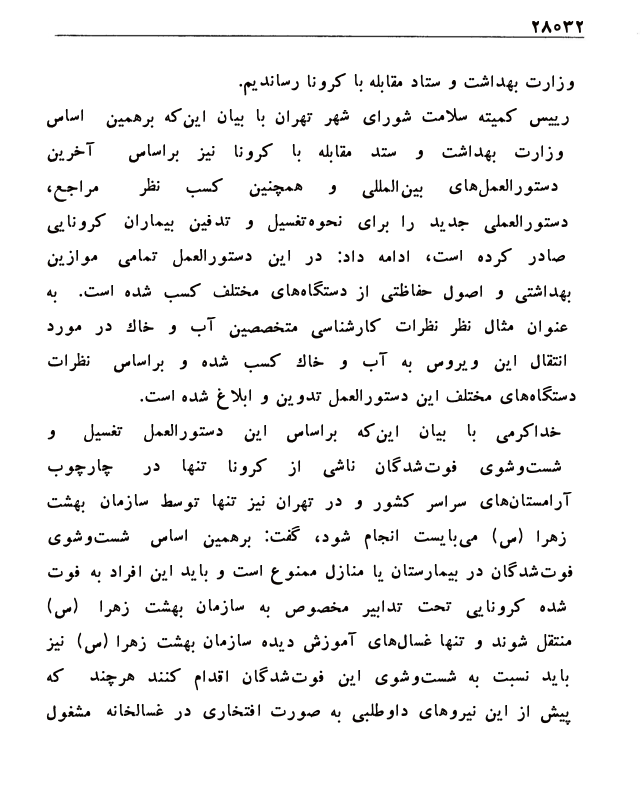 ۲۸۰۳۲
وزارت بهداشت و ستاد مقابله با کرونا رساندیم.
رییس کمیته سلامت شورای شهر تهران با بیان این‌که برهمین اساس
وزارت بهداشت و ستد مقابله با کرونا نیز براساس آخرین
دستورالعمل‌های بین‌المللی و همچنین کسب نظر مراجع،
دستورالعملی جدید را برای نحوه‌تغسیل و تدفین بیماران کرونایی
صادر کرده است، ادامه داد: در این دستورالعمل تمامی موازین
بهداشتی و اصول حفاظتی از دستگاه‌های مختلف کسب شده است. به
عنوان مثال نظر نظرات کارشناسی متخصصین آب و خاك در مورد
انتقال این ویروس به آب و خاك کسب شده و براساس نظرات
دستگاه‌های مختلف این دستورالعمل تدوین و ابلاغ شده است.
خداکرمی با بیان این‌که براساس این دستورالعمل تغسیل و
شست‌وشوی فوت‌شدگان ناشی از کرونا تنها در چارچوب
آرامستان‌های سراسر کشور و در تهران نیز تنها توسط سازمان بهشت
زهرا (س) می‌بایست انجام شود، گفت: برهمین اساس شست‌وشوی
فوت‌شدگان در بیمارستان یا منازل ممنوع است و باید این افراد به فوت
شده کرونایی تحت تدابیر مخصوص به سازمان بهشت زهرا (س)
منتقل شوند و تنها غسال‌های آموزش دیده سازمان بهشت زهرا (س) نیز
باید نسبت به شست‌وشوی این فوت‌شدگان اقدام کنند هرچند که
پیش از این نیروهای داوطلبی به صورت افتخاری در غسالخانه مشغول